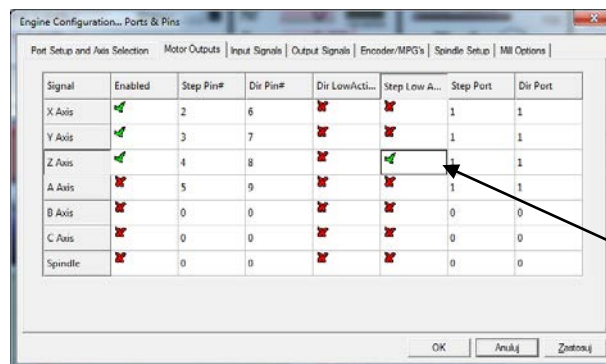 Engine Configuration... Ports & Pins
Port Setup and Axis Selection Motor Outputs Input Signals Output Signals Encoder/MPG's Spindle Setup Mill Options
Signal Enabled Step Pin# Dir Pin# Dir LowActi... Step Low A... Step Port Dir Port
X Axis 2 6 1 1
Y Axis 3 7 1 1
Z Axis 4 8 1 1
A Axis 5 9 1 1
B Axis 0 0 0 0
C Axis 0 0 0 0
Spindle 0 0 0 0
OK Anuluj Zastosuj